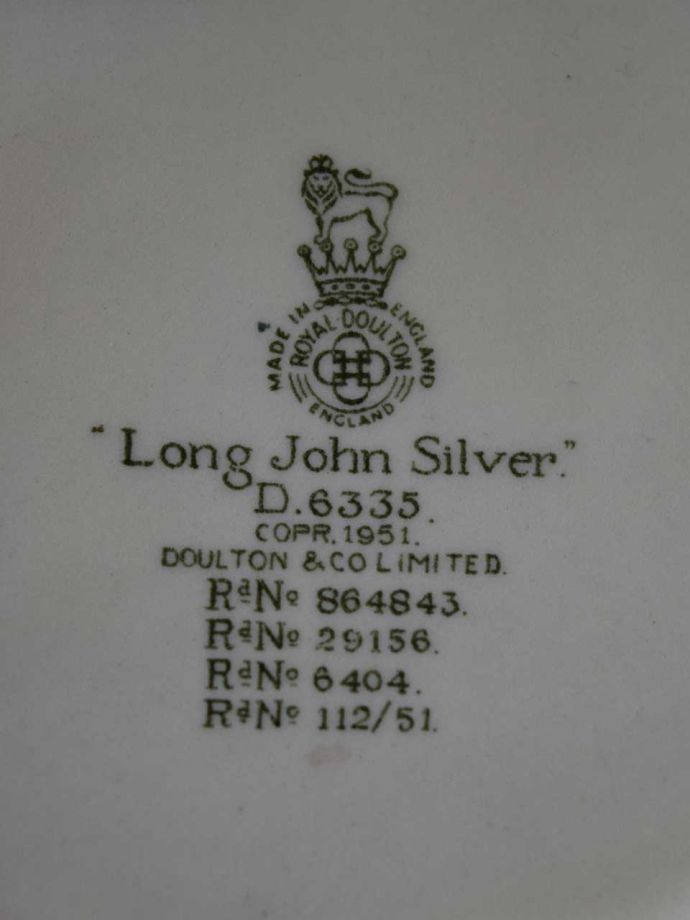 MADE IN ENGLAND
ROYAL·DOULTON
ENGLAND
"Long John Silver."
D.6335.
COPR.1951.
DOULTON & CO LIMITED.
Rᵈ Nº 864843.
Rᵈ Nº 29156.
Rᵈ Nº 6404.
Rᵈ Nº 112/51.